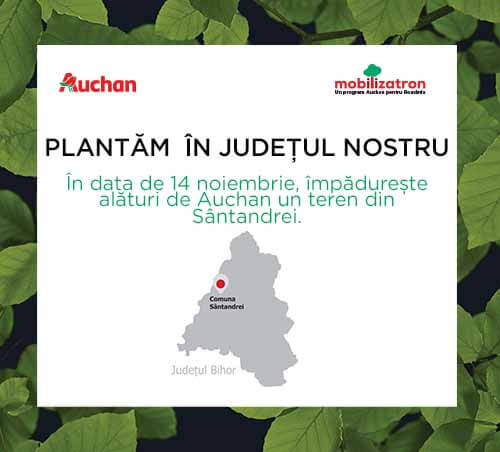 Auchan
mobilizatron
Un program Auchan pentru România
PLANTĂM ÎN JUDEȚUL NOSTRU
În data de 14 noiembrie, împădurește
alături de Auchan un teren din
Sântandrei.
Comuna
Sântandrei
Județul Bihor